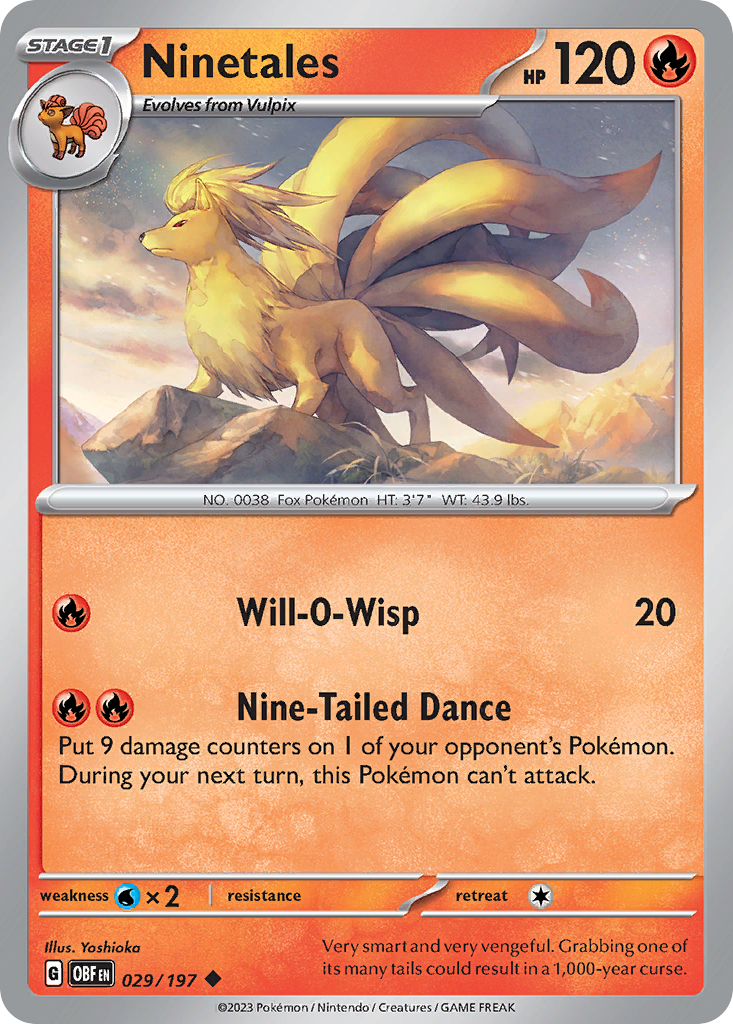 STAGE 1
Ninetales
HP 120
Evolves from Vulpix
NO. 0038 Fox Pokémon HT: 3'7" WT: 43.9 lbs.
Will-O-Wisp 20
Nine-Tailed Dance
Put 9 damage counters on 1 of your opponent's Pokémon.
During your next turn, this Pokémon can't attack.
weakness ×2 resistance retreat
Illus. Yoshioka
Very smart and very vengeful. Grabbing one of
its many tails could result in a 1,000-year curse.
G OBF EN 029/197
©2023 Pokémon / Nintendo / Creatures / GAME FREAK